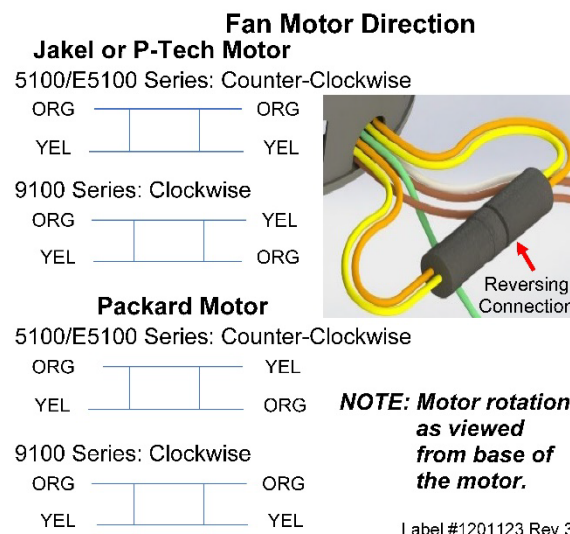 Fan Motor Direction
Jakel or P-Tech Motor
5100/E5100 Series: Counter-Clockwise
ORG ORG
YEL YEL
9100 Series: Clockwise
ORG YEL
YEL ORG
Reversing
Connection
Packard Motor
5100/E5100 Series: Counter-Clockwise
ORG YEL
YEL ORG
NOTE: Motor rotation
as viewed
from base of
the motor.
9100 Series: Clockwise
ORG ORG
YEL YEL
Label #1201123 Rev 3